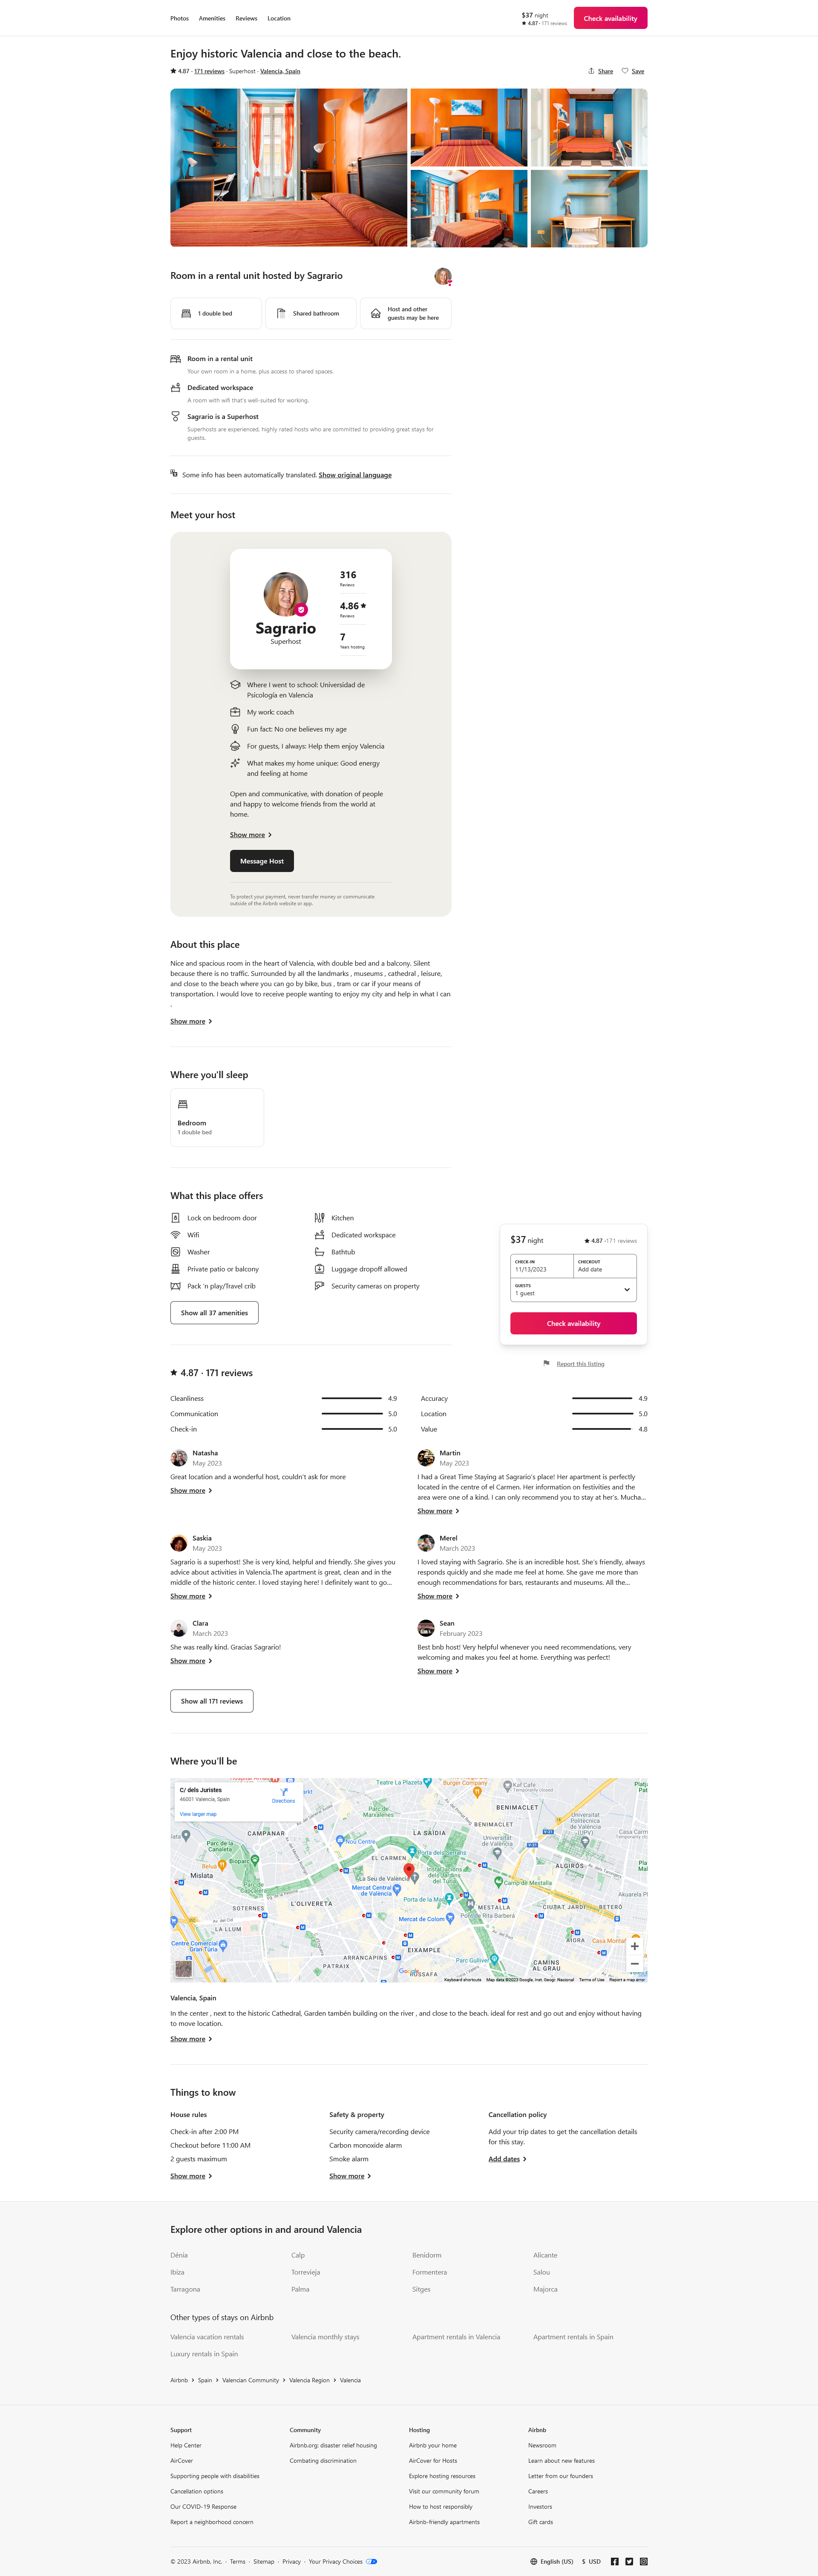 Photos Amenities Reviews Location
$37 night
4.87 · 171 reviews
Check availability
Enjoy historic Valencia and close to the beach.
4.87 · 171 reviews · Superhost · Valencia, Spain
Share Save
Room in a rental unit hosted by Sagrario
1 double bed
Shared bathroom
Host and other
guests may be here
Room in a rental unit
Your own room in a home, plus access to shared spaces.
Dedicated workspace
A room with wifi that's well-suited for working.
Sagrario is a Superhost
Superhosts are experienced, highly rated hosts who are committed to providing great stays for
guests.
Some info has been automatically translated. Show original language
Meet your host
Sagrario
Superhost
316
Reviews
4.86
Reviews
7
Years hosting
Where I went to school: Universidad de
Psicología en Valencia
My work: coach
Fun fact: No one believes my age
For guests, I always: Help them enjoy Valencia
What makes my home unique: Good energy
and feeling at home
Open and communicative, with donation of people
and happy to welcome friends from the world at
home.
Show more
Message Host
To protect your payment, never transfer money or communicate
outside of the Airbnb website or app.
About this place
Nice and spacious room in the heart of Valencia, with double bed and a balcony. Silent
because there is no traffic. Surrounded by all the landmarks , museums , cathedral , leisure,
and close to the beach where you can go by bike, bus , tram or car if your means of
transportation. I would love to receive people wanting to enjoy my city and help in what I can
.
Show more
Where you'll sleep
Bedroom
1 double bed
What this place offers
Lock on bedroom door
Kitchen
Wifi
Dedicated workspace
Washer
Bathtub
Private patio or balcony
Luggage dropoff allowed
Pack 'n play/Travel crib
Security cameras on property
Show all 37 amenities
$37 night
4.87 ·171 reviews
CHECK-IN
11/13/2023
CHECKOUT
Add date
GUESTS
1 guest
Check availability
Report this listing
4.87 · 171 reviews
Cleanliness 4.9
Accuracy 4.9
Communication 5.0
Location 5.0
Check-in 5.0
Value 4.8
Natasha
May 2023
Great location and a wonderful host, couldn't ask for more
Show more
Martin
May 2023
I had a Great Time Staying at Sagrario's place! Her apartment is perfectly
located in the centre of el Carmen. Her information on festivities and the
area were one of a kind. I can only recommend you to stay at her's. Mucha...
Show more
Saskia
May 2023
Sagrario is a superhost! She is very kind, helpful and friendly. She gives you
advice about activities in Valencia.The apartment is great, clean and in the
middle of the historic center. I loved staying here! I definitely want to go...
Show more
Merel
March 2023
I loved staying with Sagrario. She is an incredible host. She's friendly, always
responds quickly and she made me feel at home. She gave me more than
enough recommendations for bars, restaurants and museums. All the...
Show more
Clara
March 2023
She was really kind. Gracias Sagrario!
Show more
Sean
February 2023
Best bnb host! Very helpful whenever you need recommendations, very
welcoming and makes you feel at home. Everything was perfect!
Show more
Show all 171 reviews
Where you'll be
C/ dels Juristes
46001 Valencia, Spain
Directions
View larger map
Teatre La Plazeta
Burger Company
Kaf Café
Temporarily closed
BENIMACLET
BENIMACLET
Parc de
Marxalenes
Universitat
Politècnica
de València
CAMPANAR
Nou Centre
LA SAÏDIA
Universitat
de València
Parc de la
Canaleta
Bioparc
Parc de
Capçalera
Mislata
EL CARMEN
Porta dels Serrans
ALGIRÓS
La Seu de València
Jardins
del Turia
Camp de Mestalla
Mercat Central
de València
Porta de la Mar
MESTALLA
CIUTAT JARDÍ
BETERÓ
SOTERNES
L'OLIVERETA
Mercat de Colom
LA LLUM
EIXAMPLE
AIORA
Centre Comercial
Gran Turia
ARRANCAPINS
PATRAIX
Parc Gulliver
CAMINS
AL GRAU
RUSSAFA
Google
Keyboard shortcuts Map data ©2023 Google, Inst. Geogr. Nacional Terms of Use Report a map error
Valencia, Spain
In the center , next to the historic Cathedral, Garden tambén building on the river , and close to the beach. ideal for rest and go out and enjoy without having
to move location.
Show more
Things to know
House rules
Check-in after 2:00 PM
Checkout before 11:00 AM
2 guests maximum
Show more
Safety & property
Security camera/recording device
Carbon monoxide alarm
Smoke alarm
Show more
Cancellation policy
Add your trip dates to get the cancellation details
for this stay.
Add dates
Explore other options in and around Valencia
Dénia Calp Benidorm Alicante
Ibiza Torrevieja Formentera Salou
Tarragona Palma Sitges Majorca
Other types of stays on Airbnb
Valencia vacation rentals Valencia monthly stays Apartment rentals in Valencia Apartment rentals in Spain
Luxury rentals in Spain
Airbnb Spain Valencian Community Valencia Region Valencia
Support
Help Center
AirCover
Supporting people with disabilities
Cancellation options
Our COVID-19 Response
Report a neighborhood concern
Community
Airbnb.org: disaster relief housing
Combating discrimination
Hosting
Airbnb your home
AirCover for Hosts
Explore hosting resources
Visit our community forum
How to host responsibly
Airbnb-friendly apartments
Airbnb
Newsroom
Learn about new features
Letter from our founders
Careers
Investors
Gift cards
© 2023 Airbnb, Inc. · Terms · Sitemap · Privacy · Your Privacy Choices
English (US) $ USD